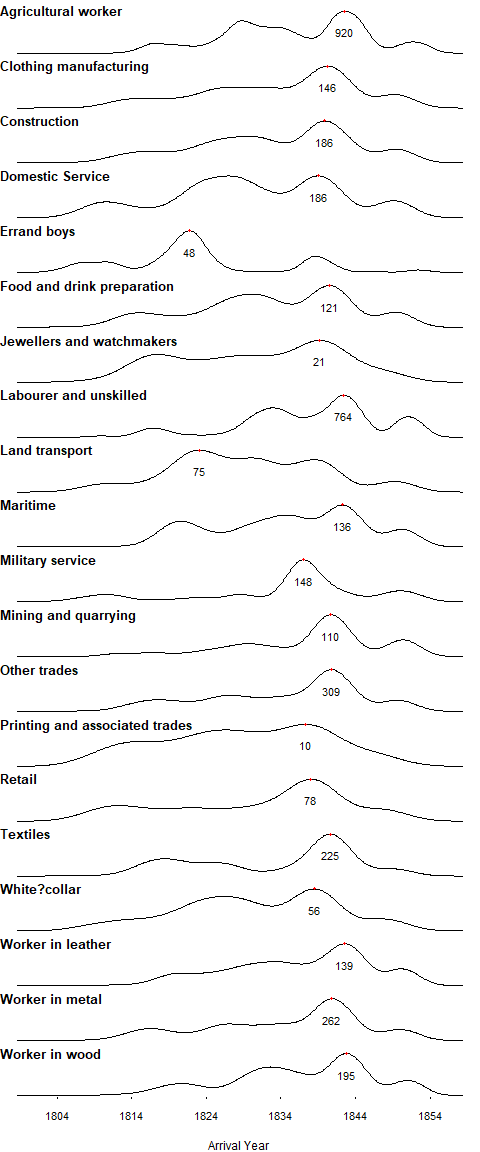 Agricultural worker
920
Clothing manufacturing
146
Construction
186
Domestic Service
186
Errand boys
48
Food and drink preparation
121
Jewellers and watchmakers
21
Labourer and unskilled
764
Land transport
75
Maritime
136
Military service
148
Mining and quarrying
110
Other trades
309
Printing and associated trades
10
Retail
78
Textiles
225
White?collar
56
Worker in leather
139
Worker in metal
262
Worker in wood
195
1804 1814 1824 1834 1844 1854
Arrival Year